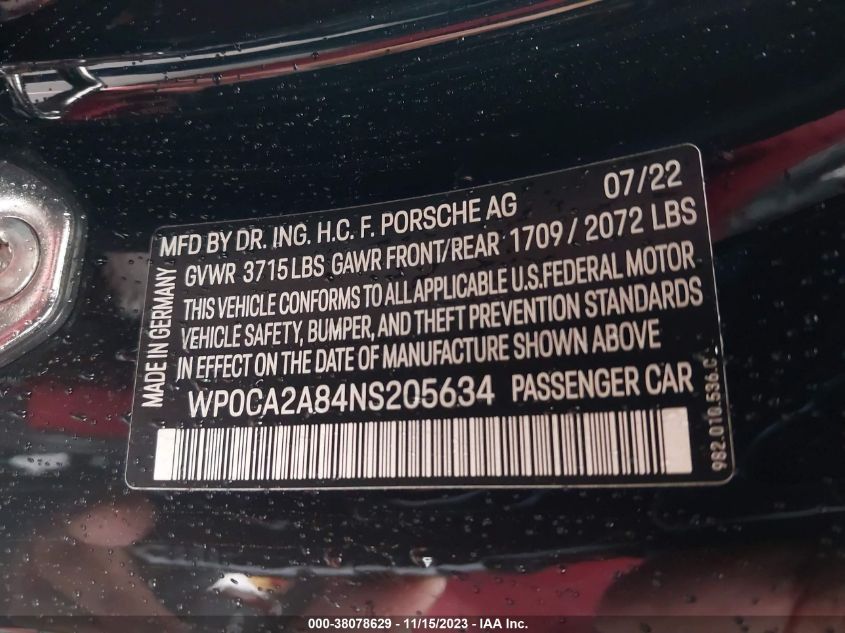 07/22
MFD BY DR. ING. H.C. F. PORSCHE AG
GVWR 3715 LBS GAWR FRONT/REAR 1709 / 2072 LBS
THIS VEHICLE CONFORMS TO ALL APPLICABLE U.S.FEDERAL MOTOR
VEHICLE SAFETY, BUMPER, AND THEFT PREVENTION STANDARDS
IN EFFECT ON THE DATE OF MANUFACTURE SHOWN ABOVE
WP0CA2A84NS205634 PASSENGER CAR
MADE IN GERMANY
982.010.536.C
000-38078629 - 11/15/2023 - IAA Inc.